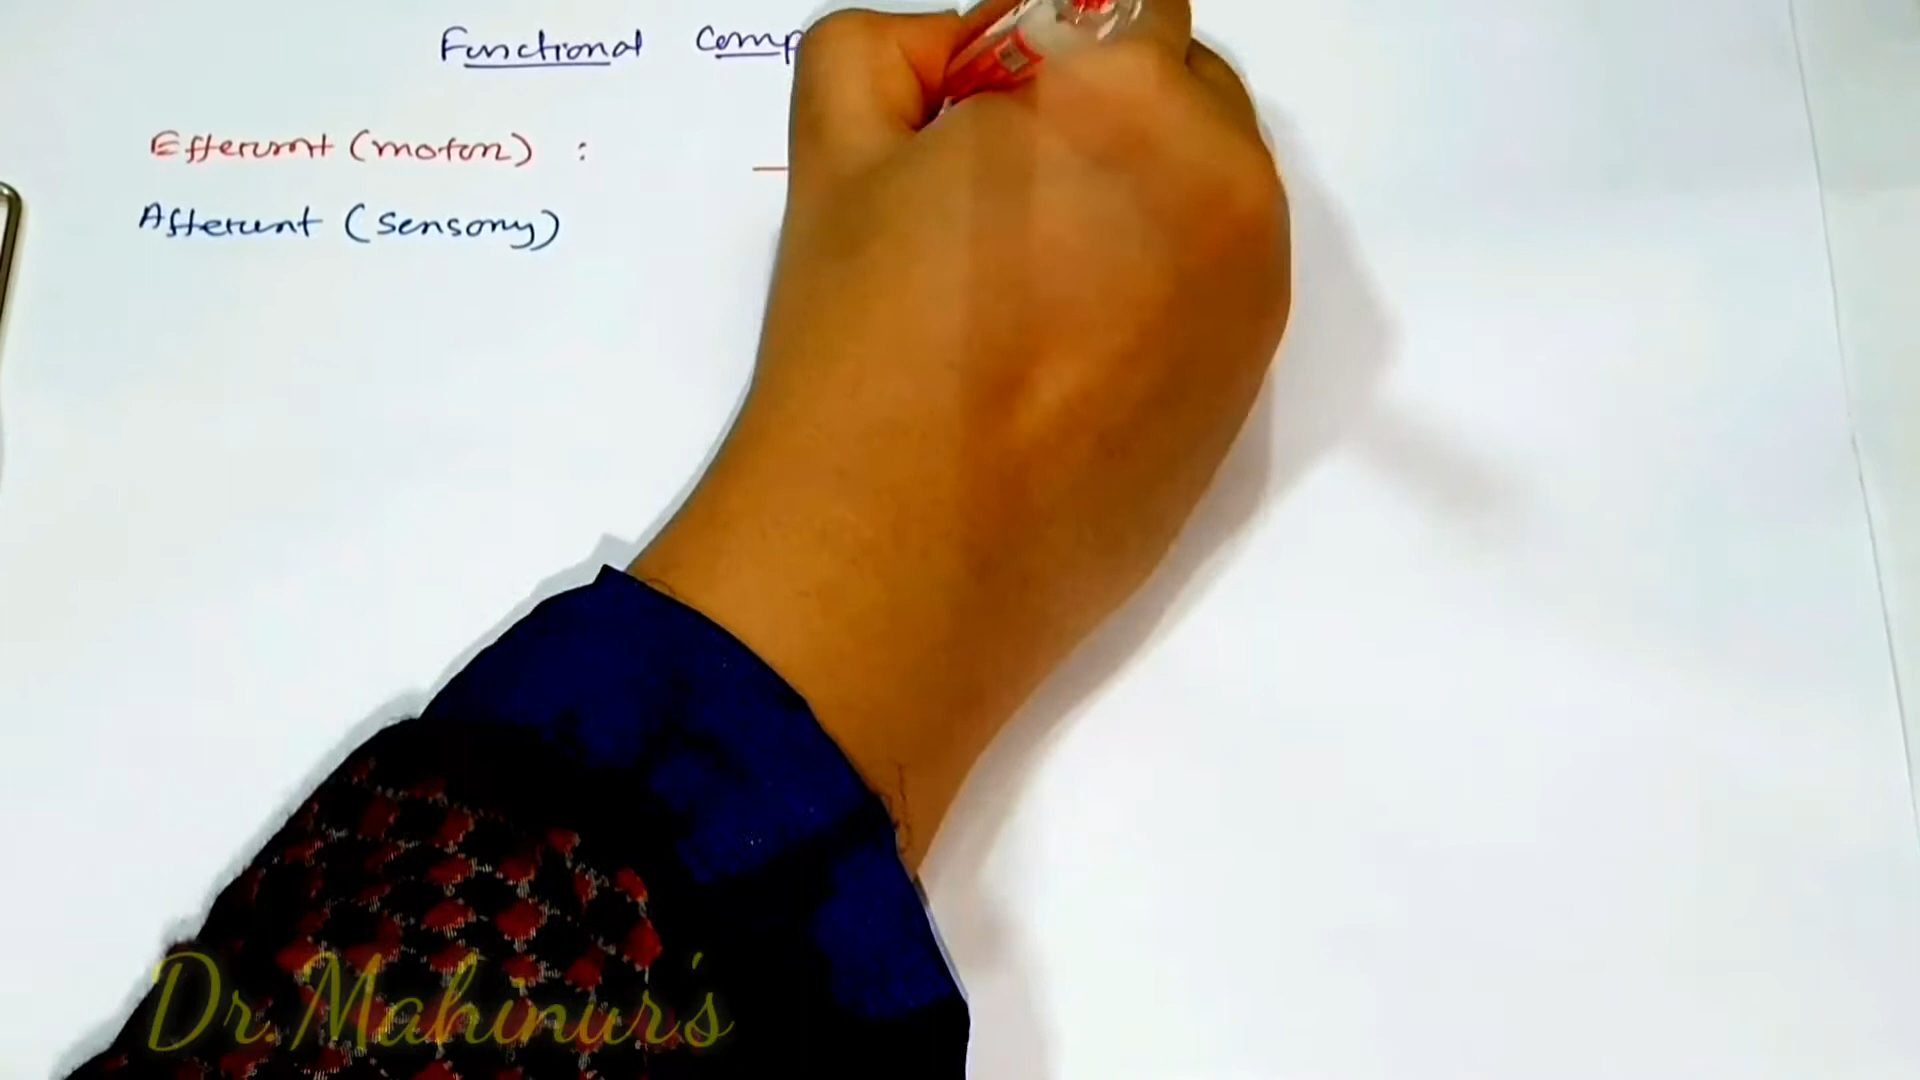 Functional Comp
Efferent (motor) :
Afferent (sensory)
Dr. Mahinur's